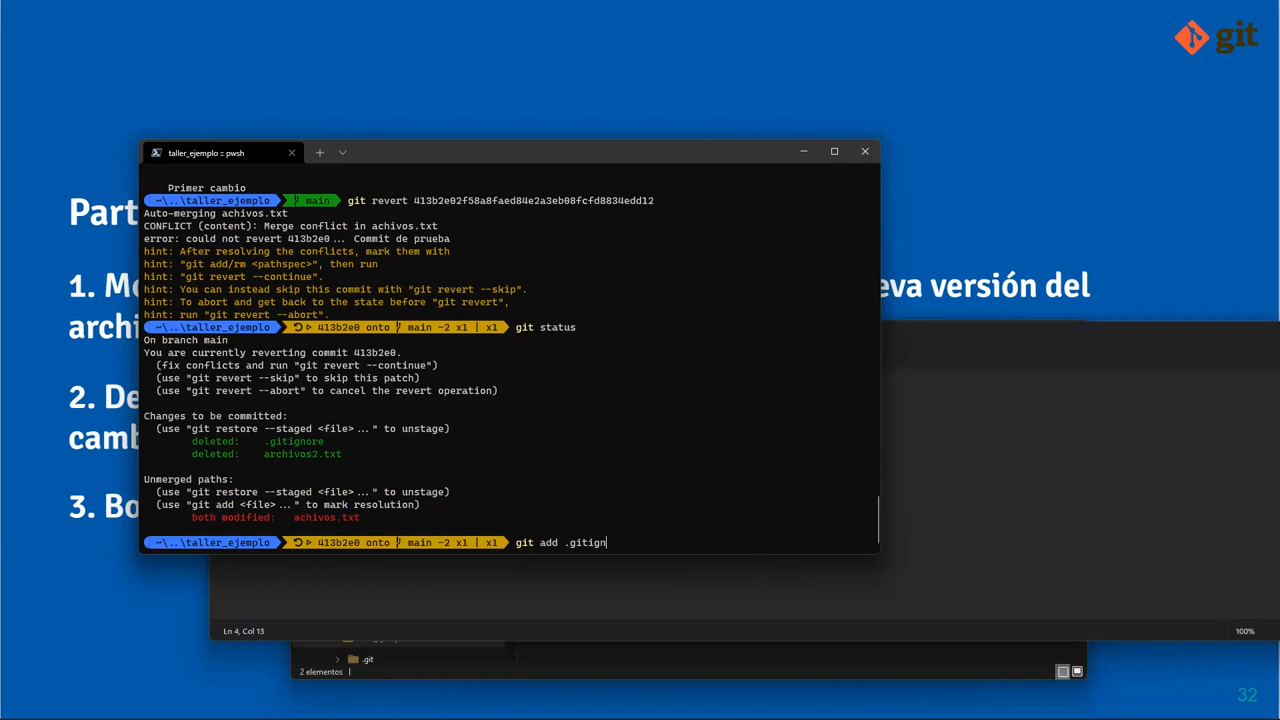 git
taller_ejemplo : pwsh
Primer cambio
~\..\taller_ejemplo main git revert 413b2e02f58a8faed84e2a3eb08fcfd8834edd12
Auto-merging achivos.txt
CONFLICT (content): Merge conflict in achivos.txt
error: could not revert 413b2e0... Commit de prueba
hint: After resolving the conflicts, mark them with
hint: "git add/rm <pathspec>", then run
hint: "git revert --continue".
hint: You can instead skip this commit with "git revert --skip".
hint: To abort and get back to the state before "git revert",
hint: run "git revert --abort".
~\..\taller_ejemplo 413b2e0 onto main ~2 x1 | x1 git status
On branch main
You are currently reverting commit 413b2e0.
(fix conflicts and run "git revert --continue")
(use "git revert --skip" to skip this patch)
(use "git revert --abort" to cancel the revert operation)
Changes to be committed:
(use "git restore --staged <file>..." to unstage)
deleted: .gitignore
deleted: archivos2.txt
Unmerged paths:
(use "git restore --staged <file>..." to unstage)
(use "git add <file>..." to mark resolution)
both modified: achivos.txt
~\..\taller_ejemplo 413b2e0 onto main ~2 x1 | x1 git add .gitign
Part
1. Mo eva versión del
archi
2. De
camb
3. Bo
Ln 4, Col 13
100%
.git
2 elementos
32